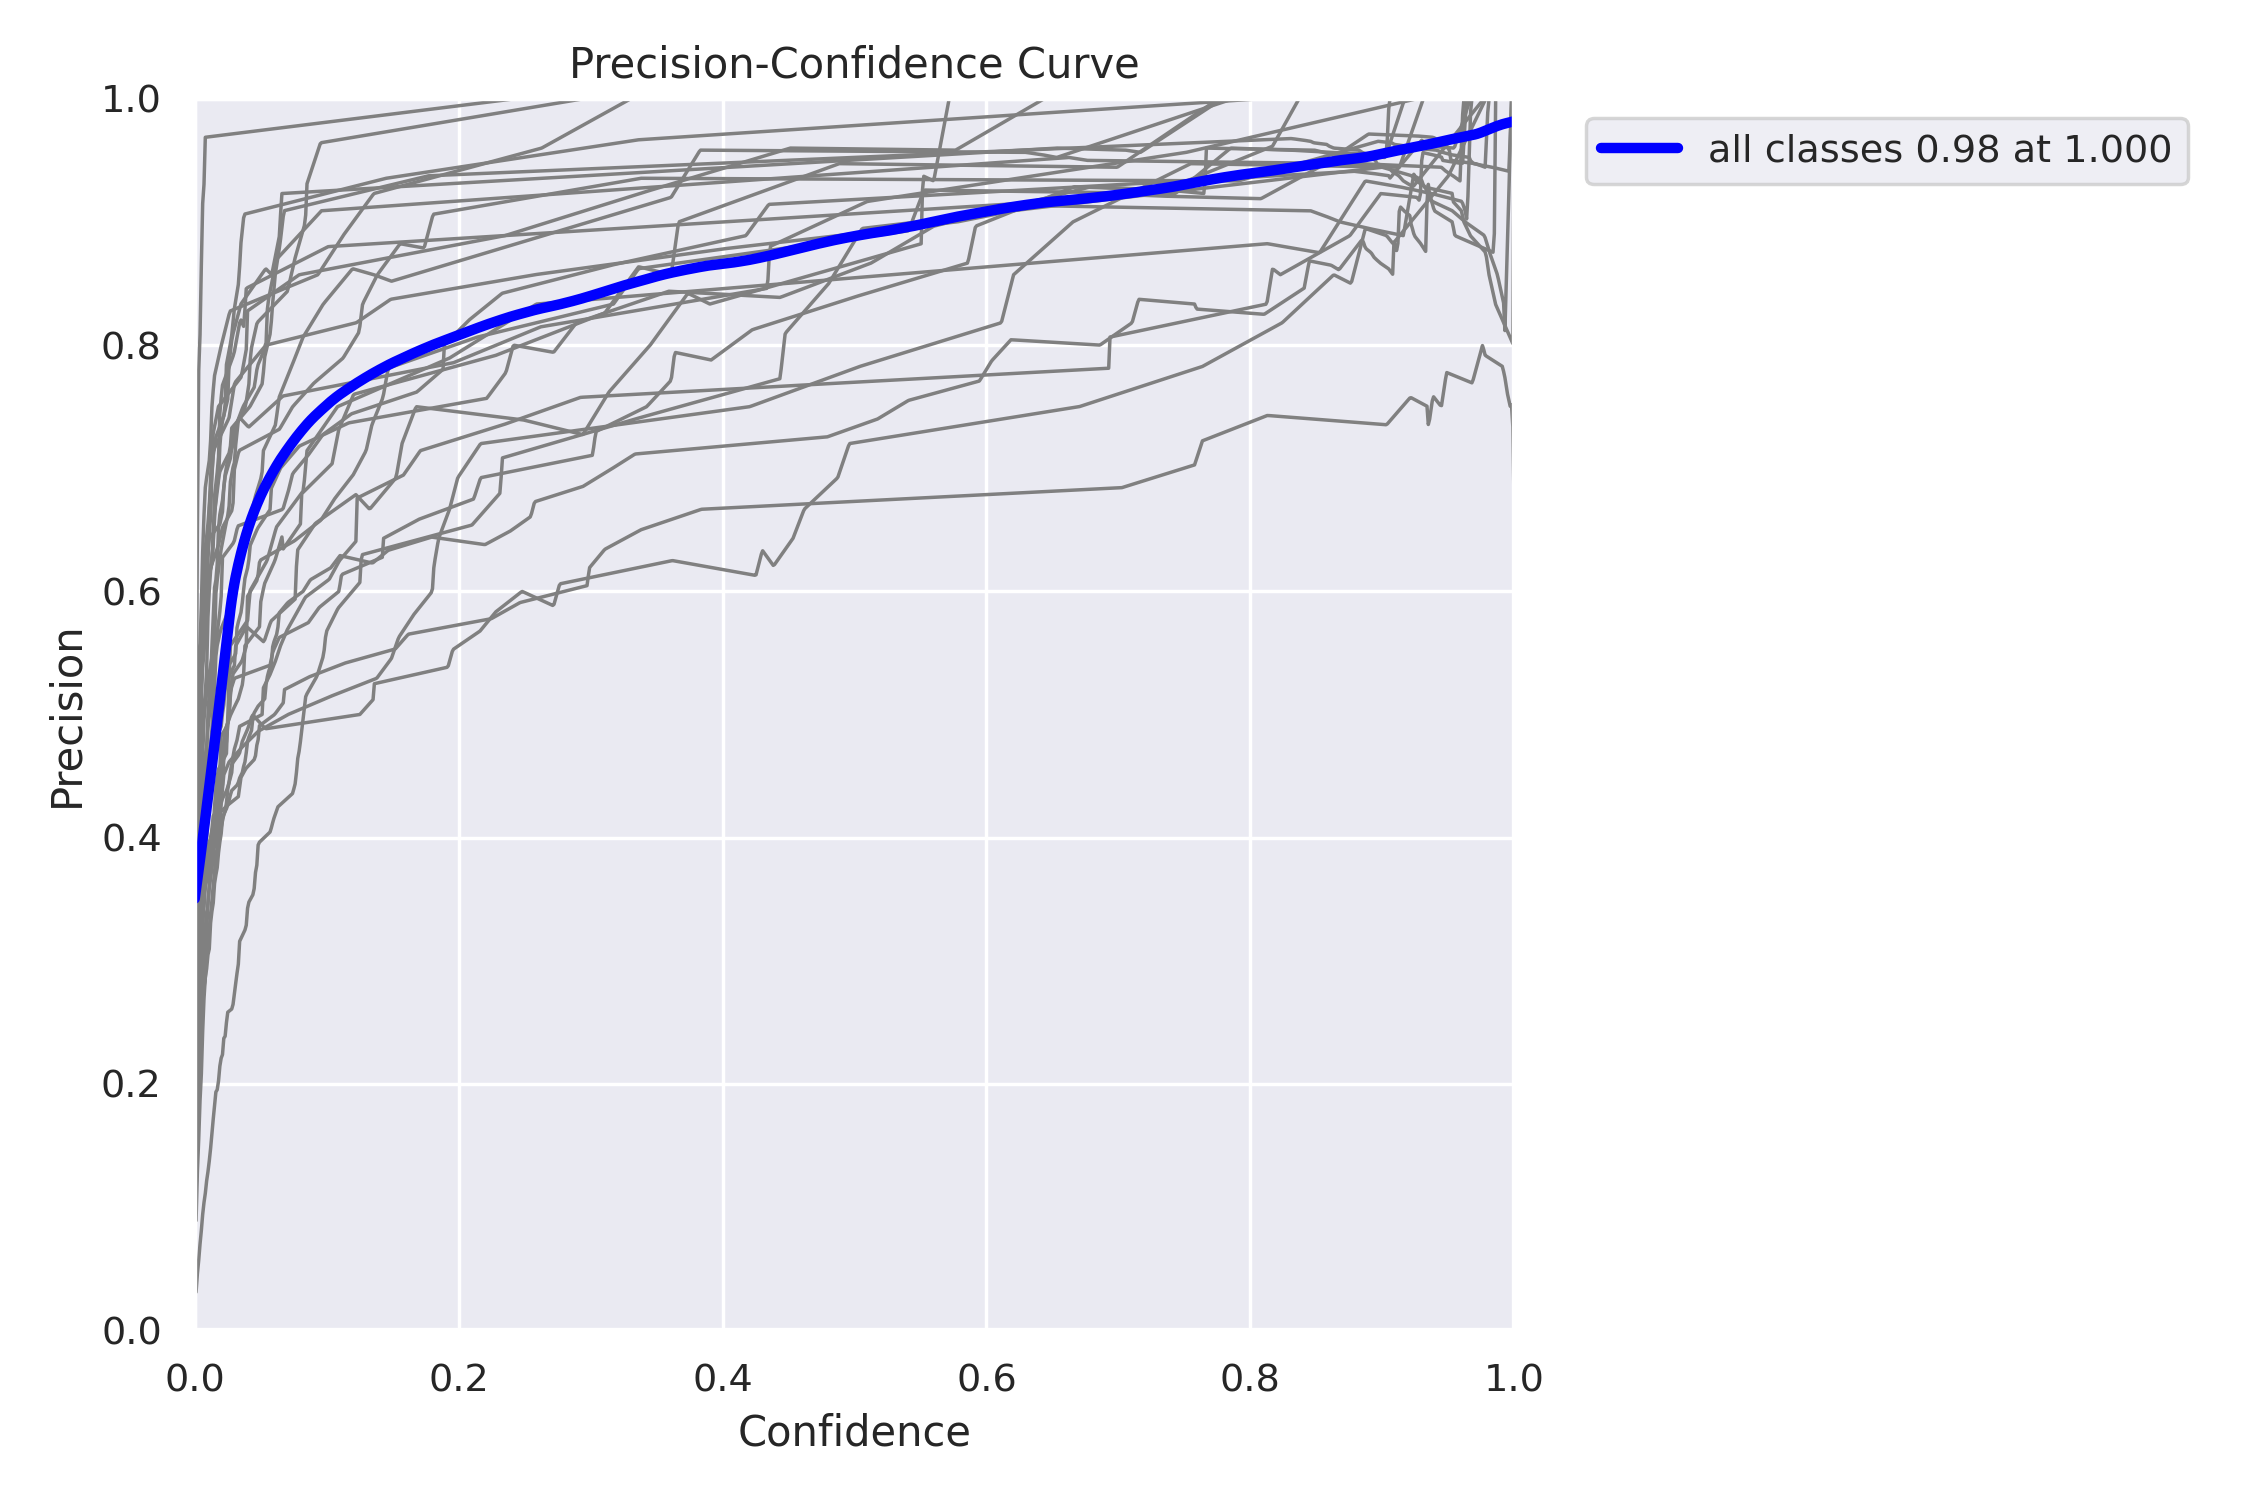 Precision-Confidence Curve
1.0
0.8
0.6
0.4
0.2
0.0
Precision
0.0 0.2 0.4 0.6 0.8 1.0
Confidence
all classes 0.98 at 1.000